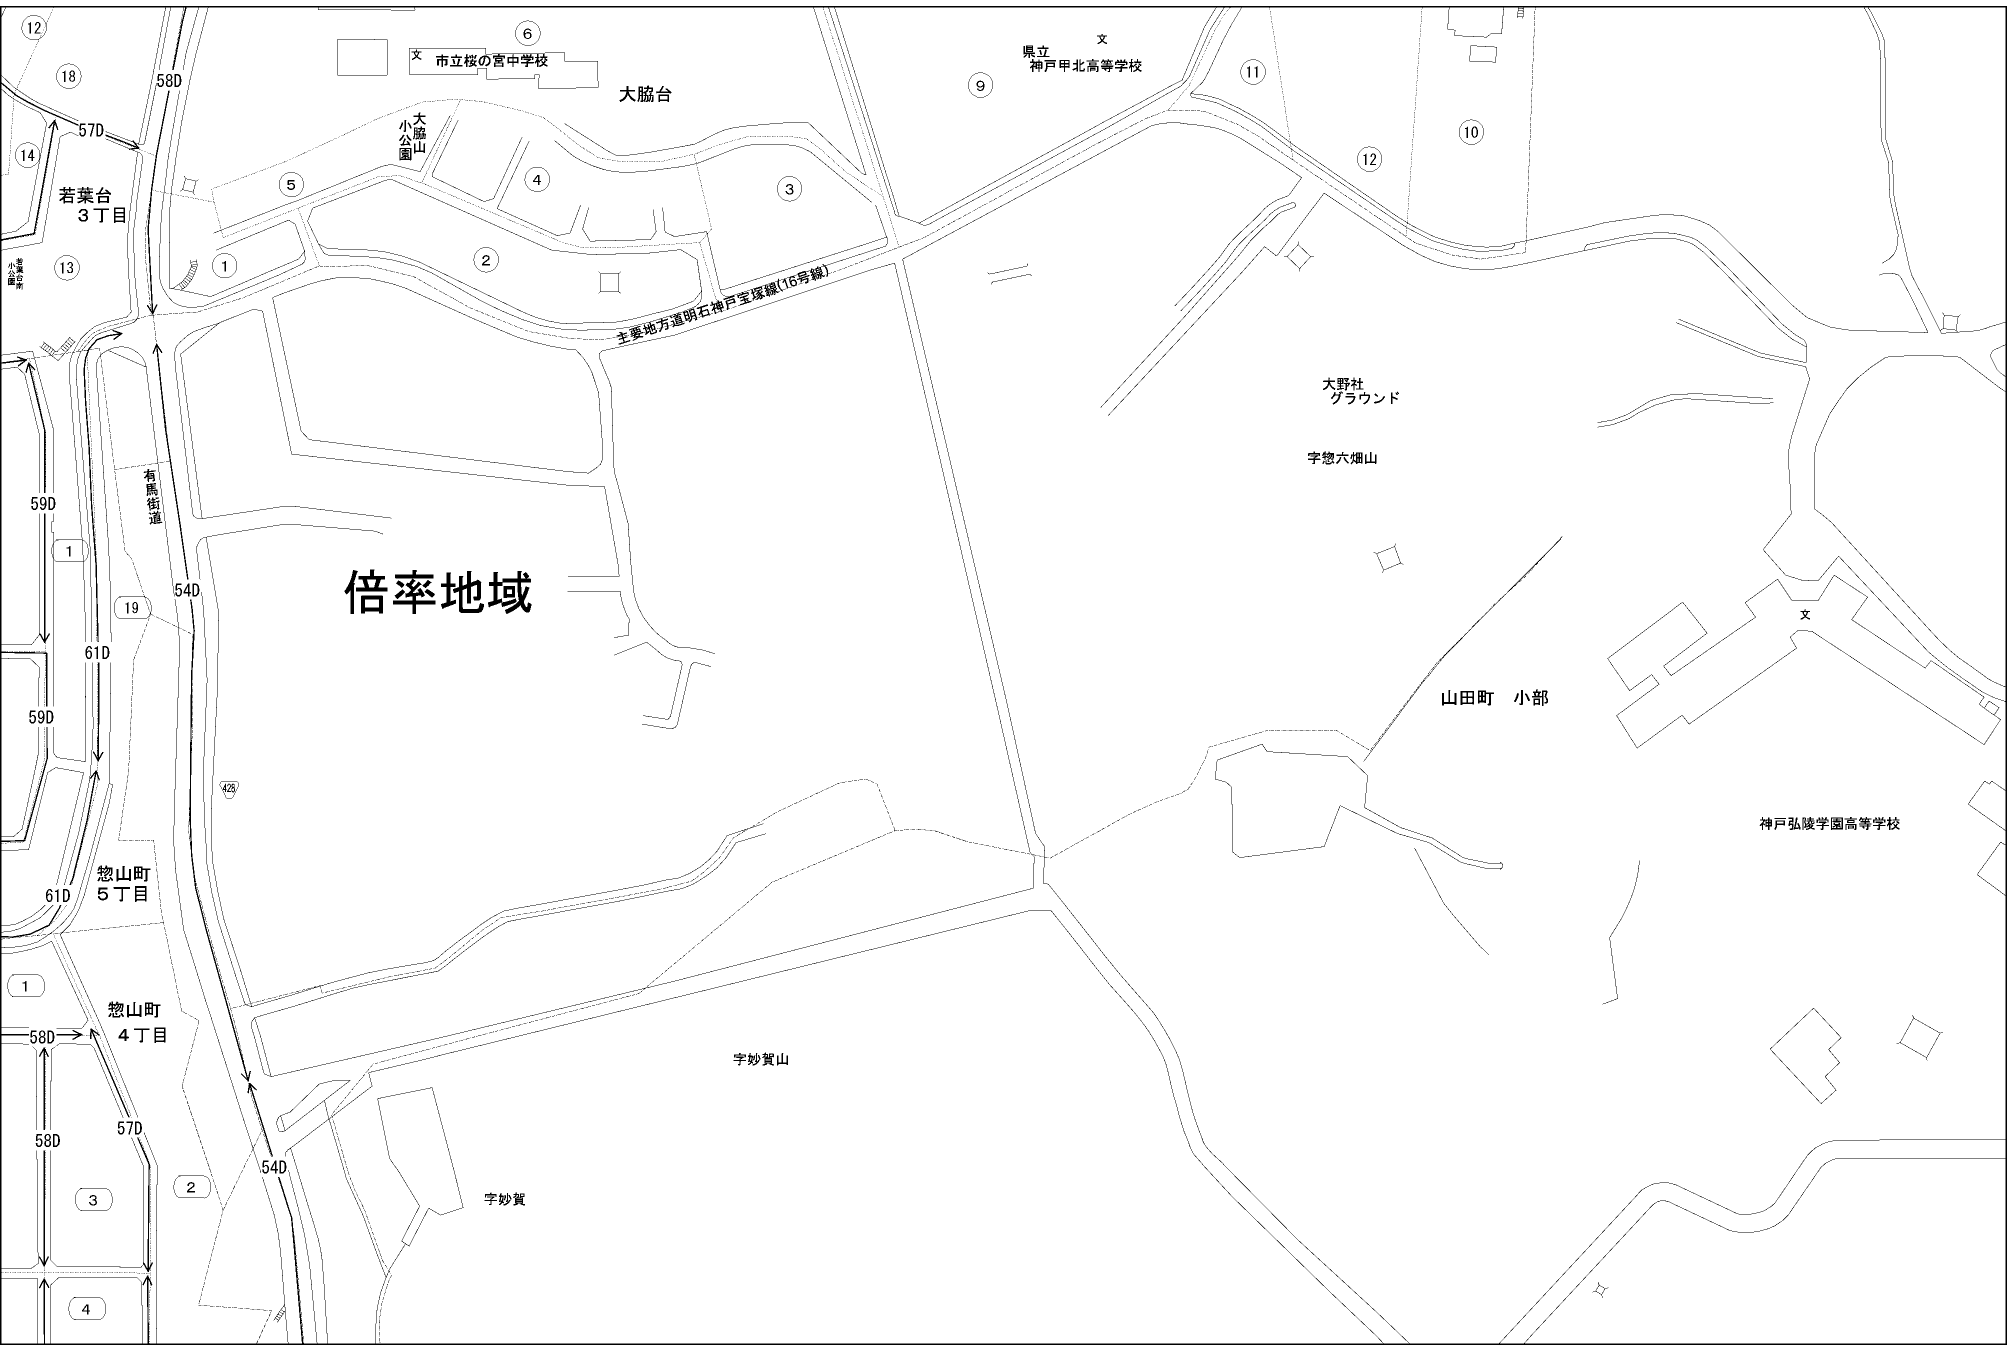 12
18
58D
57D
14
若葉台
3丁目
13
若葉台南
小公園
文
市立桜の宮中学校
6
大脇台
大脇山
小公園
5
4
3
1
2
主要地方道明石神戸宝塚線(16号線)
県立
文
神戸甲北高等学校
9
11
12
10
大野社
グラウンド
字惣六畑山
59D
1
有馬街道
54D
19
倍率地域
61D
59D
428
山田町 小部
文
神戸弘陵学園高等学校
惣山町
5丁目
61D
1
惣山町
4丁目
58D
58D
57D
3
2
54D
4
字妙賀山
字妙賀